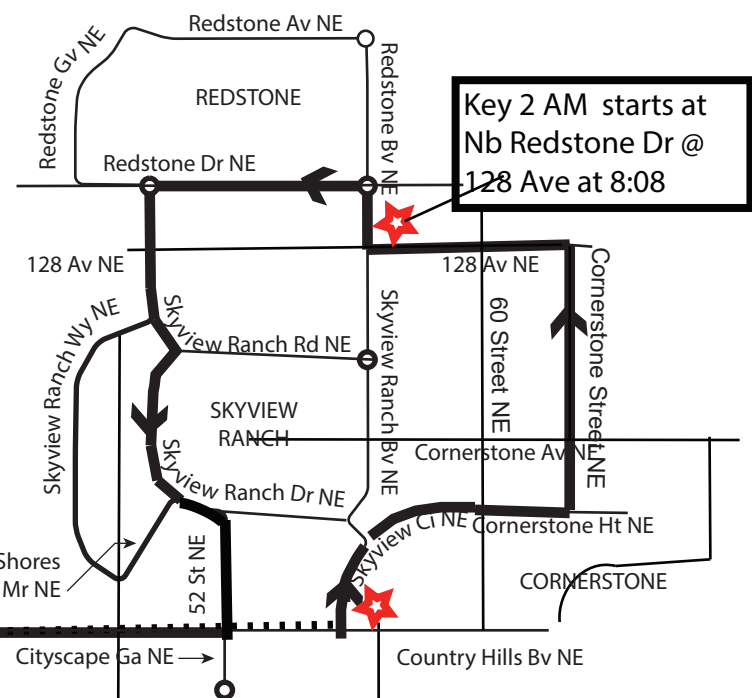 Redstone Av NE
Redstone Gv NE
REDSTONE
Redstone Bv NE
Key 2 AM starts at
Nb Redstone Dr @
128 Ave at 8:08
Redstone Dr NE
128 Av NE
128 Av NE
Cornerstone Street NE
Skyview Ranch Wy NE
Skyview Ranch Rd NE
Skyview Ranch Bv NE
60 Street NE
SKYVIEW
RANCH
Cornerstone Av NE
Skyview Ranch Dr NE
Skyview Ci NE
Cornerstone Ht NE
Shores
Mr NE
52 St NE
CORNERSTONE
Cityscape Ga NE
Country Hills Bv NE